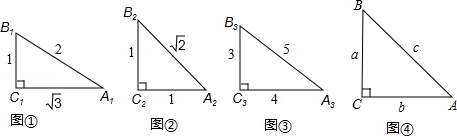 B₁ 1 2 C₁ √3 A₁ 图①
B₂ 1 √2 C₂ 1 A₂ 图②
B₃ 3 5 C₃ 4 A₃ 图③
B a c C b A 图④